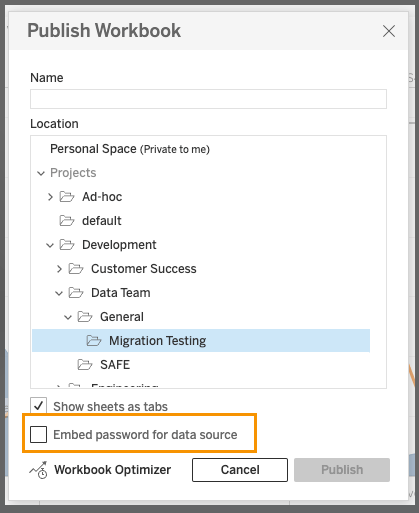 Publish Workbook
Name
Location
Personal Space (Private to me)
Projects
Ad-hoc
default
Development
Customer Success
Data Team
General
Migration Testing
SAFE
Engineering
Show sheets as tabs
Embed password for data source
Workbook Optimizer
Cancel
Publish